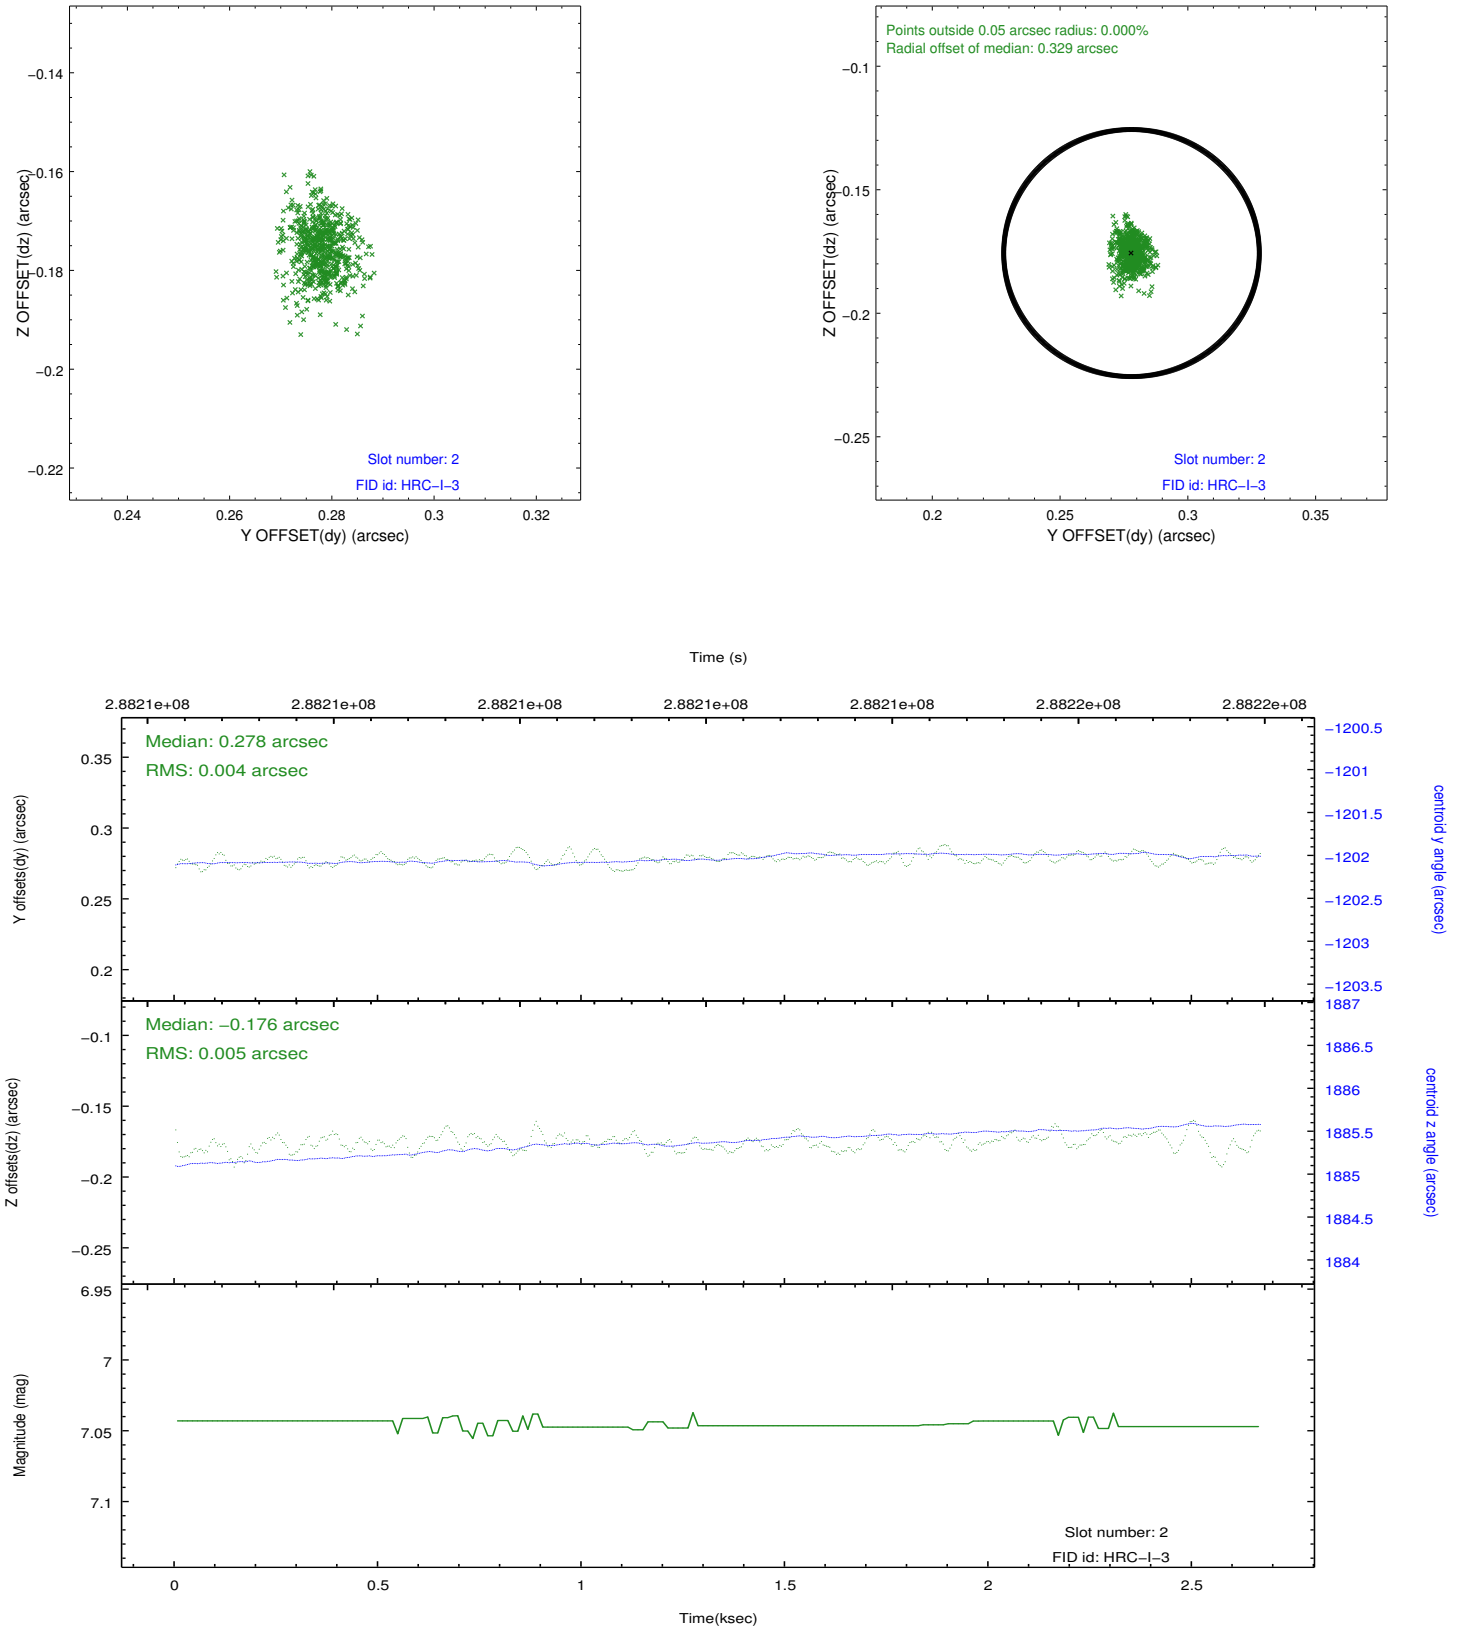 −0.14
−0.16
−0.18
−0.2
−0.22
Z OFFSET(dz) (arcsec)
Slot number: 2
FID id: HRC−I−3
0.24
0.26
0.28
0.3
0.32
Y OFFSET(dy) (arcsec)
Points outside 0.05 arcsec radius: 0.000%
Radial offset of median: 0.329 arcsec
−0.1
−0.15
−0.2
−0.25
Z OFFSET(dz) (arcsec)
Slot number: 2
FID id: HRC−I−3
0.2
0.25
0.3
0.35
Y OFFSET(dy) (arcsec)
Time (s)
2.8821e+08 2.8821e+08 2.8821e+08 2.8821e+08 2.8821e+08 2.8822e+08 2.8822e+08
Median: 0.278 arcsec
RMS: 0.004 arcsec
0.35
0.3
0.25
0.2
Y offsets(dy) (arcsec)
−1200.5
−1201
−1201.5
−1202
−1202.5
−1203
−1203.5
centroid y angle (arcsec)
Median: −0.176 arcsec
RMS: 0.005 arcsec
−0.1
−0.15
−0.2
−0.25
Z offsets(dz) (arcsec)
1887
1886.5
1886
1885.5
1885
1884.5
1884
centroid z angle (arcsec)
6.95
7
7.05
7.1
Magnitude (mag)
Slot number: 2
FID id: HRC−I−3
0 0.5 1 1.5 2 2.5
Time(ksec)